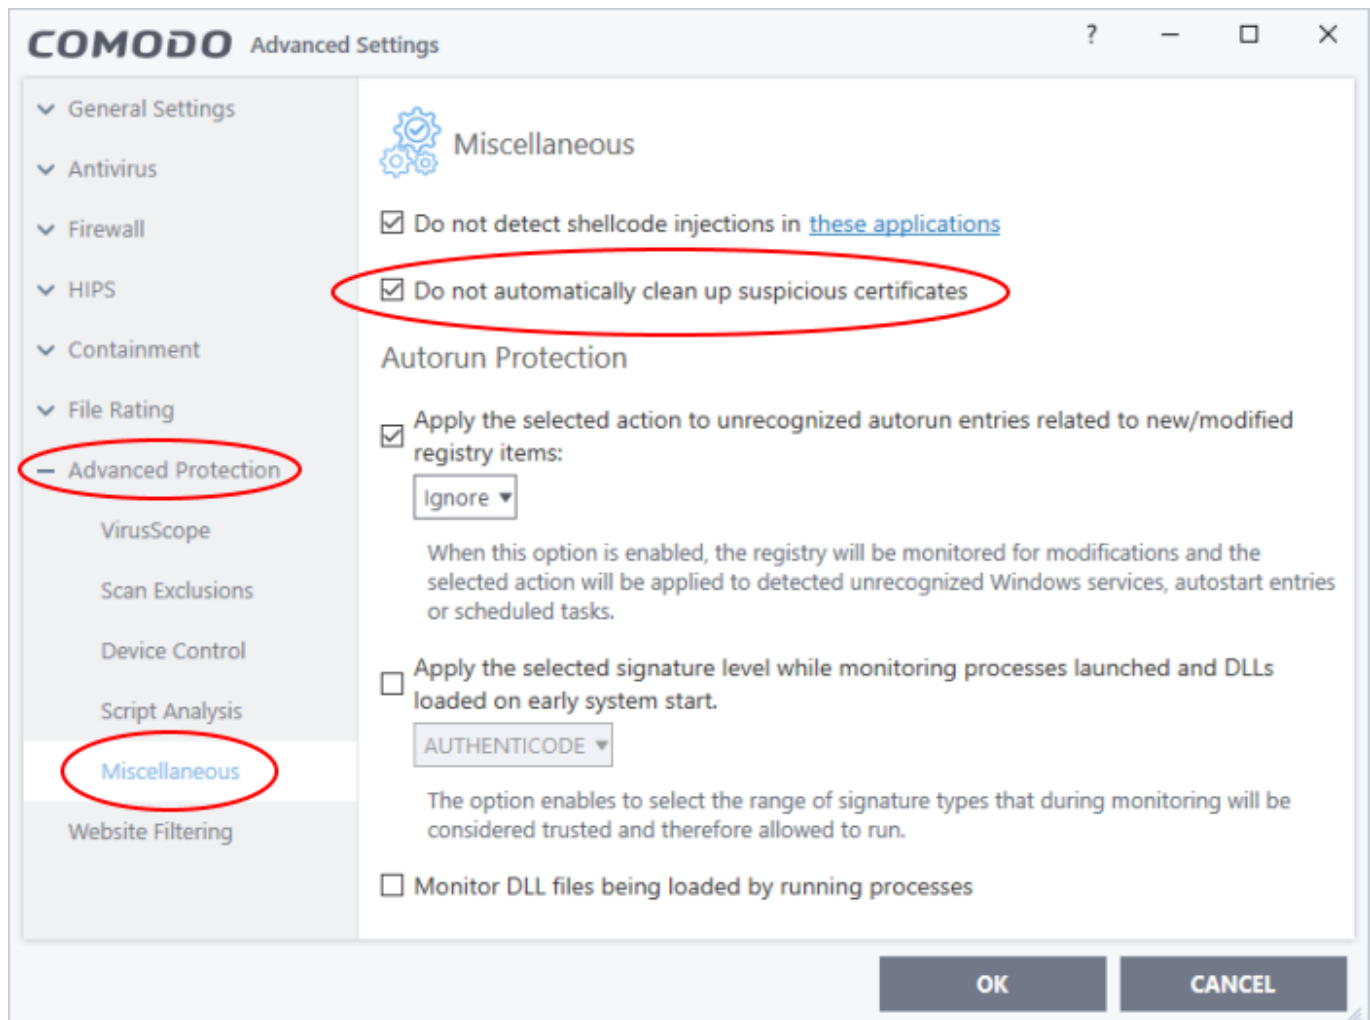 COMODO Advanced Settings ?
General Settings
Antivirus
Firewall
HIPS
Containment
File Rating
Advanced Protection
VirusScope
Scan Exclusions
Device Control
Script Analysis
Miscellaneous
Website Filtering
Miscellaneous
Do not detect shellcode injections in these applications
Do not automatically clean up suspicious certificates
Autorun Protection
Apply the selected action to unrecognized autorun entries related to new/modified
registry items:
Ignore
When this option is enabled, the registry will be monitored for modifications and the
selected action will be applied to detected unrecognized Windows services, autostart entries
or scheduled tasks.
Apply the selected signature level while monitoring processes launched and DLLs
loaded on early system start.
AUTHENTICODE
The option enables to select the range of signature types that during monitoring will be
considered trusted and therefore allowed to run.
Monitor DLL files being loaded by running processes
OK
CANCEL